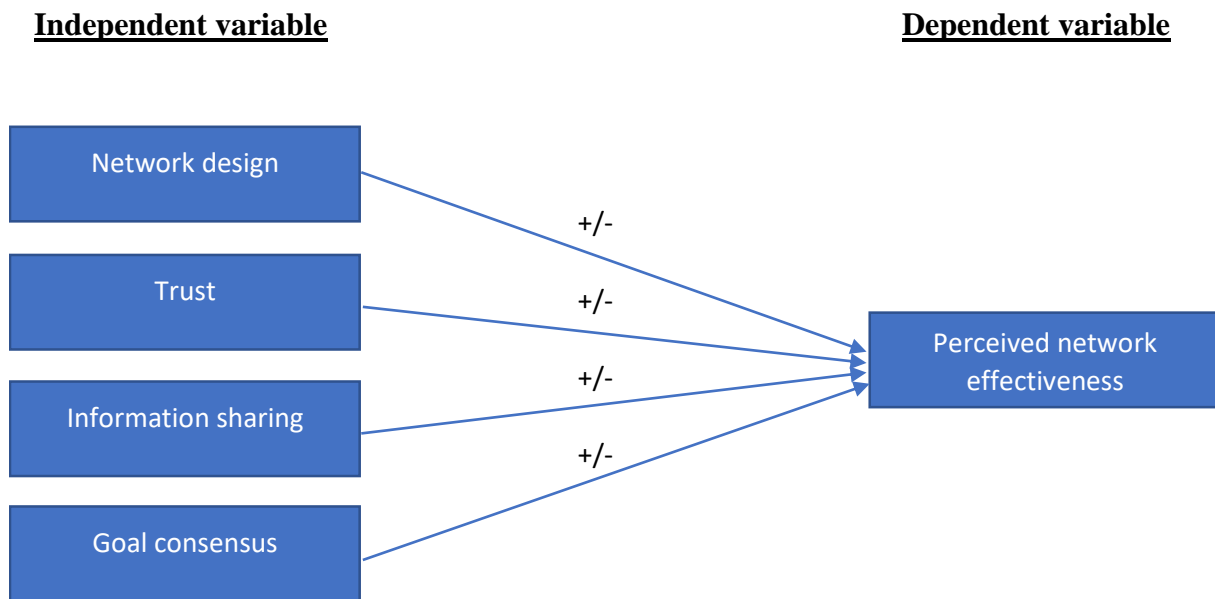 Independent variable
Dependent variable
Network design
+/-
Trust
+/-
Perceived network
effectiveness
+/-
Information sharing
+/-
Goal consensus